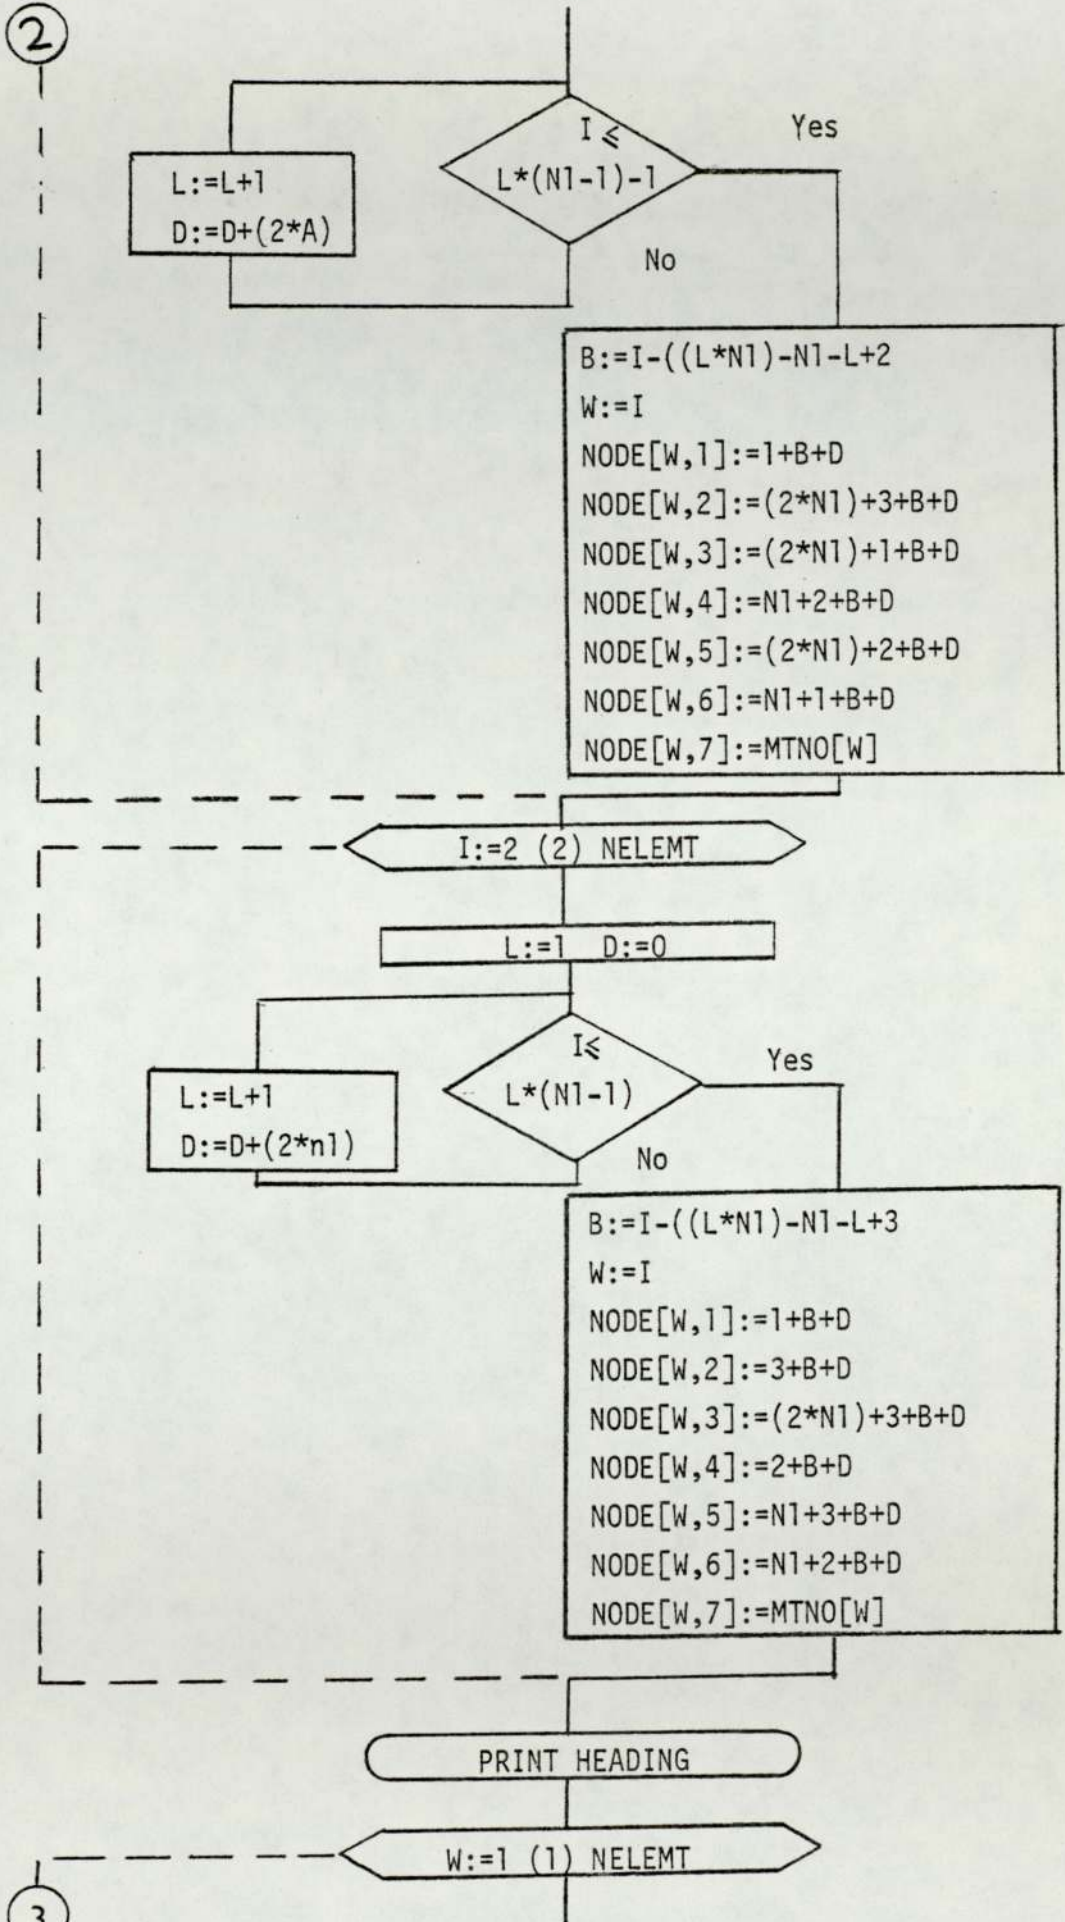 2
I ≤
L*(N1-1)-1
Yes
No
L:=L+1
D:=D+(2*A)
B:=I-((L*N1)-N1-L+2
W:=I
NODE[W,1]:=1+B+D
NODE[W,2]:=(2*N1)+3+B+D
NODE[W,3]:=(2*N1)+1+B+D
NODE[W,4]:=N1+2+B+D
NODE[W,5]:=(2*N1)+2+B+D
NODE[W,6]:=N1+1+B+D
NODE[W,7]:=MTNO[W]
I:=2 (2) NELEMT
L:=1 D:=0
I≤
L*(N1-1)
Yes
No
L:=L+1
D:=D+(2*n1)
B:=I-((L*N1)-N1-L+3
W:=I
NODE[W,1]:=1+B+D
NODE[W,2]:=3+B+D
NODE[W,3]:=(2*N1)+3+B+D
NODE[W,4]:=2+B+D
NODE[W,5]:=N1+3+B+D
NODE[W,6]:=N1+2+B+D
NODE[W,7]:=MTNO[W]
PRINT HEADING
W:=1 (1) NELEMT
3